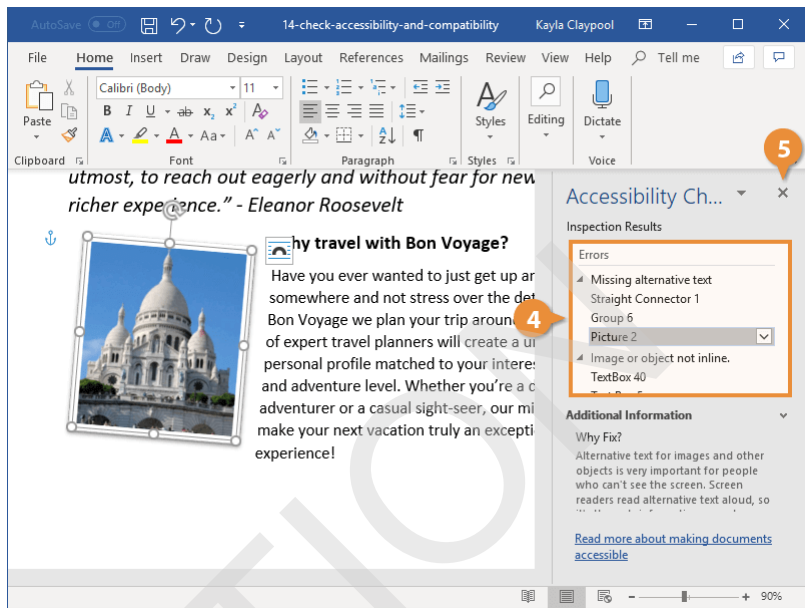 AutoSave Off 14-check-accessibility-and-compatibility Kayla Claypool
File Home Insert Draw Design Layout References Mailings Review View Help Tell me
Calibri (Body) 11
Paste
B I U ab x₂ x² A
A A Aa A A
Styles
Editing
Dictate
Clipboard Font Paragraph Styles Voice
5
utmost, to reach out eagerly and without fear for new
richer experience.” - Eleanor Roosevelt
hy travel with Bon Voyage?
Have you ever wanted to just get up
somewhere and not stress over the
Bon Voyage we plan your trip
of expert travel planners will create a
personal profile matched to your
and adventure level. Whether you’re a
adventurer or a casual sight-seer, our
make your next vacation truly an
experience!
Accessibility Ch...
Inspection Results
Errors
Missing alternative text
Straight Connector 1
Group 6
Picture 2
4
Image or object not inline.
TextBox 40
Additional Information
Why Fix?
Alternative text for images and other
objects is very important for people
who can't see the screen. Screen
readers read alternative text aloud, so
Read more about making documents
accessible
90%
TION